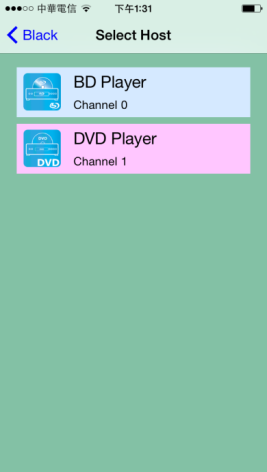 中華電信 下午1:31
Black Select Host
BD Player
Channel 0
DVD Player
DVD Channel 1